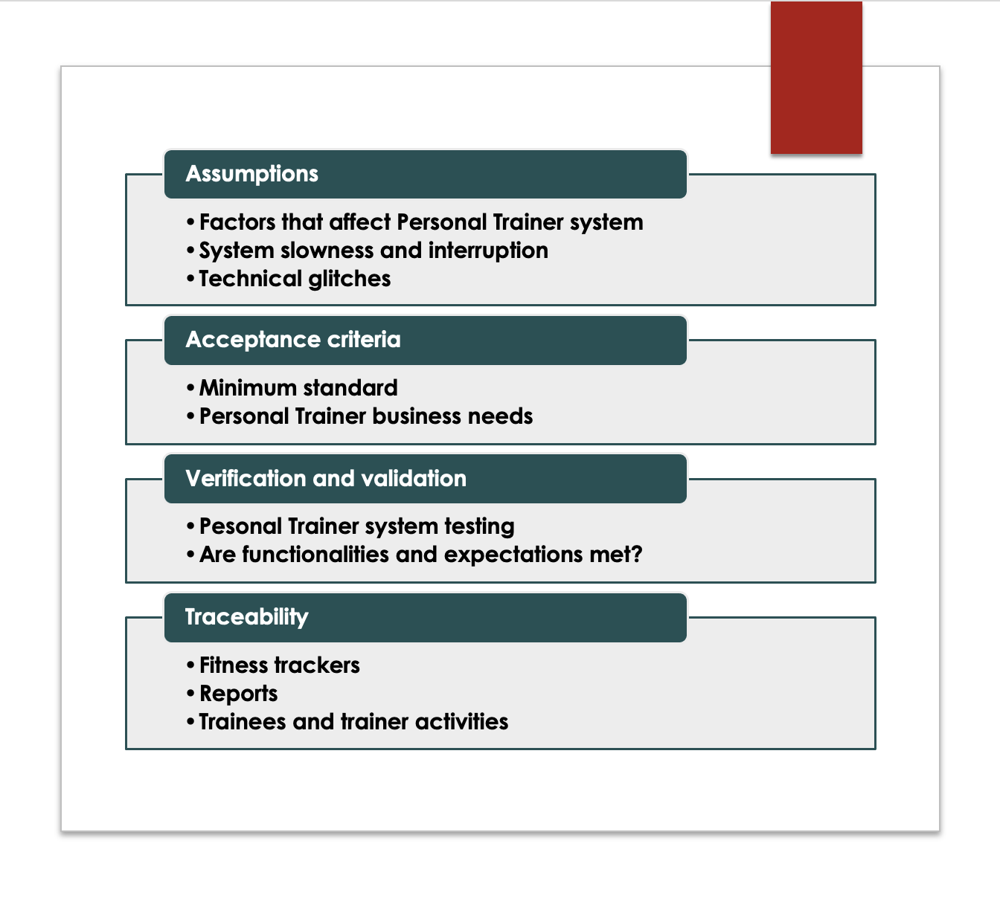 Assumptions
• Factors that affect Personal Trainer system
• System slowness and interruption
• Technical glitches
Acceptance criteria
• Minimum standard
• Personal Trainer business needs
Verification and validation
• Pesonal Trainer system testing
• Are functionalities and expectations met?
Traceability
• Fitness trackers
• Reports
• Trainees and trainer activities